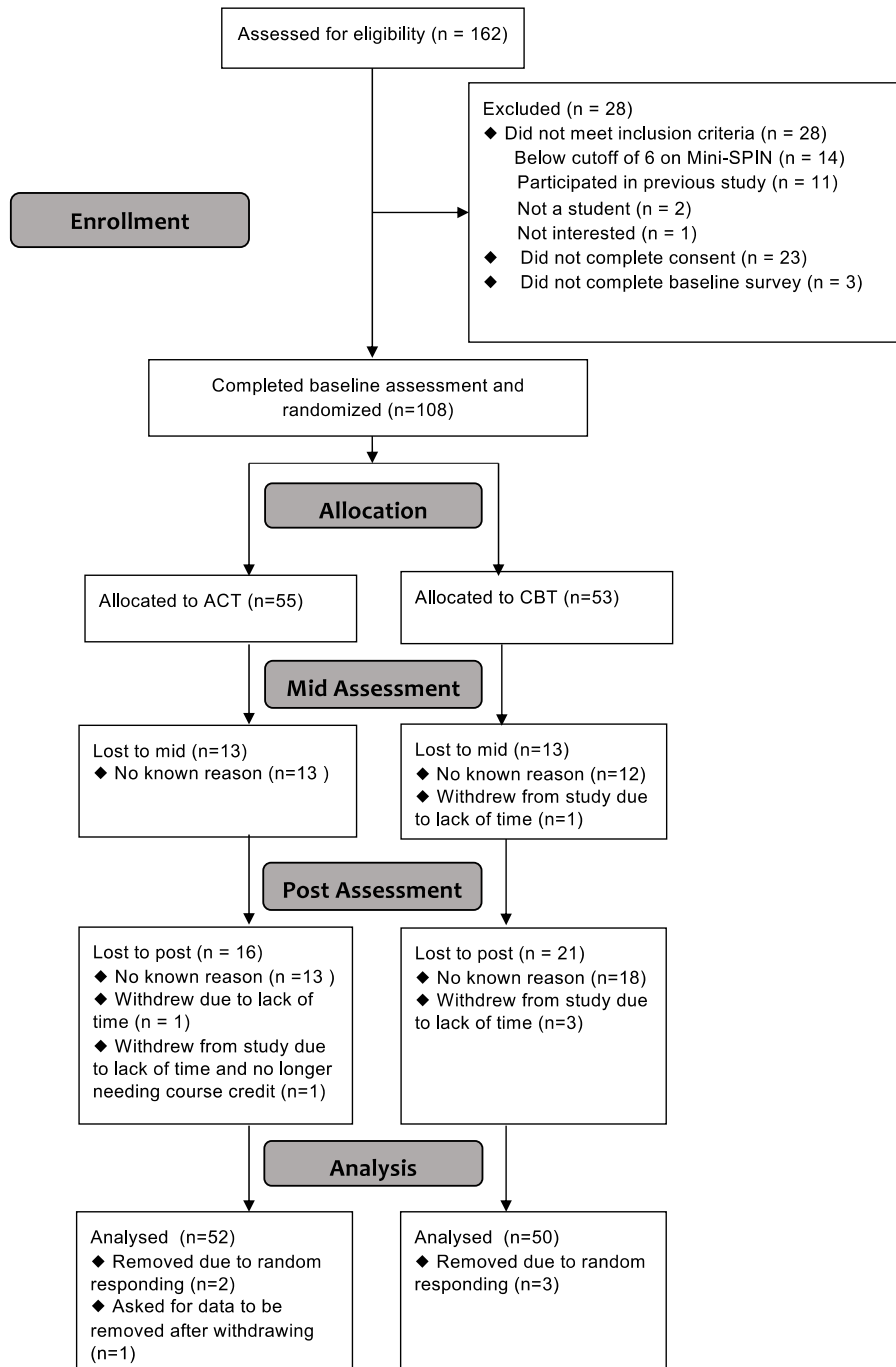 Assessed for eligibility (n = 162)
Excluded (n = 28)
◆ Did not meet inclusion criteria (n = 28)
Below cutoff of 6 on Mini-SPIN (n = 14)
Participated in previous study (n = 11)
Not a student (n = 2)
Not interested (n = 1)
◆ Did not complete consent (n = 23)
◆ Did not complete baseline survey (n = 3)
Enrollment
Completed baseline assessment and
randomized (n=108)
Allocation
Allocated to ACT (n=55)
Allocated to CBT (n=53)
Mid Assessment
Lost to mid (n=13)
◆ No known reason (n=13 )
Lost to mid (n=13)
◆ No known reason (n=12)
◆ Withdrew from study due
to lack of time (n=1)
Post Assessment
Lost to post (n = 16)
◆ No known reason (n =13 )
◆ Withdrew due to lack of
time (n = 1)
◆ Withdrew from study due
to lack of time and no longer
needing course credit (n=1)
Lost to post (n = 21)
◆ No known reason (n=18)
◆ Withdrew from study due
to lack of time (n=3)
Analysis
Analysed (n=52)
◆ Removed due to random
responding (n=2)
◆ Asked for data to be
removed after withdrawing
(n=1)
Analysed (n=50)
◆ Removed due to random
responding (n=3)